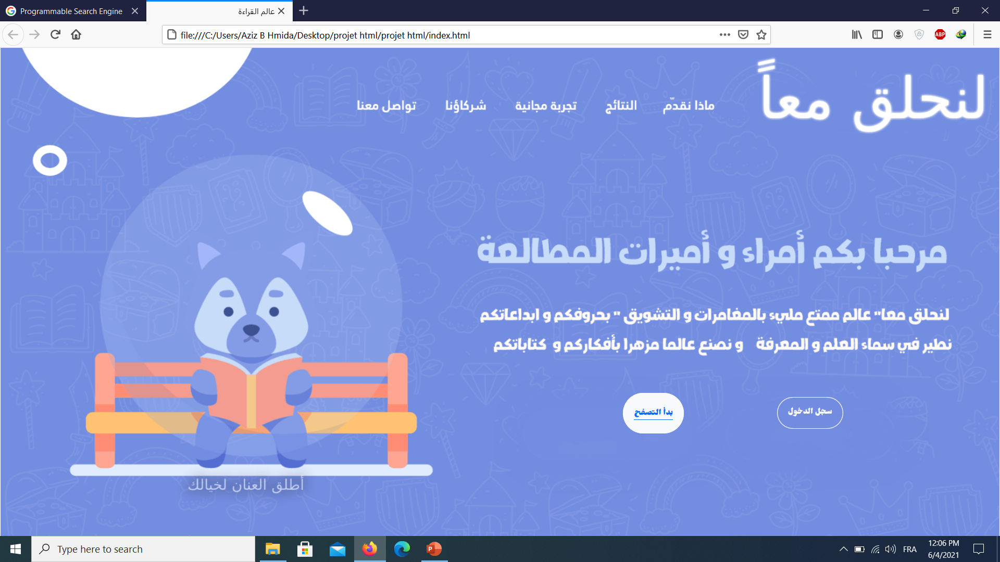 Programmable Search Engine
عالم القراءة
file:///C:/Users/Aziz B Hmida/Desktop/projet html/projet html/index.html
ABP
لنحلق معاً
ماذا نقدّم
النتائج
تجربة مجانية
شركاؤنا
تواصل معنا
مرحبا بكم أمراء و أميرات المطالعة
لنحلق معا" عالم ممتع مليء بالمغامرات و التشويق " بحروفكم و ابداعاتكم
نطير في سماء العلم و المعرفة و نصنع عالما مزهرا بأفكاركم و كتاباتكم
سجل الدخول
بدأ التصفح
أطلق العنان لخيالك
Type here to search
P
FRA
12:06 PM
6/4/2021